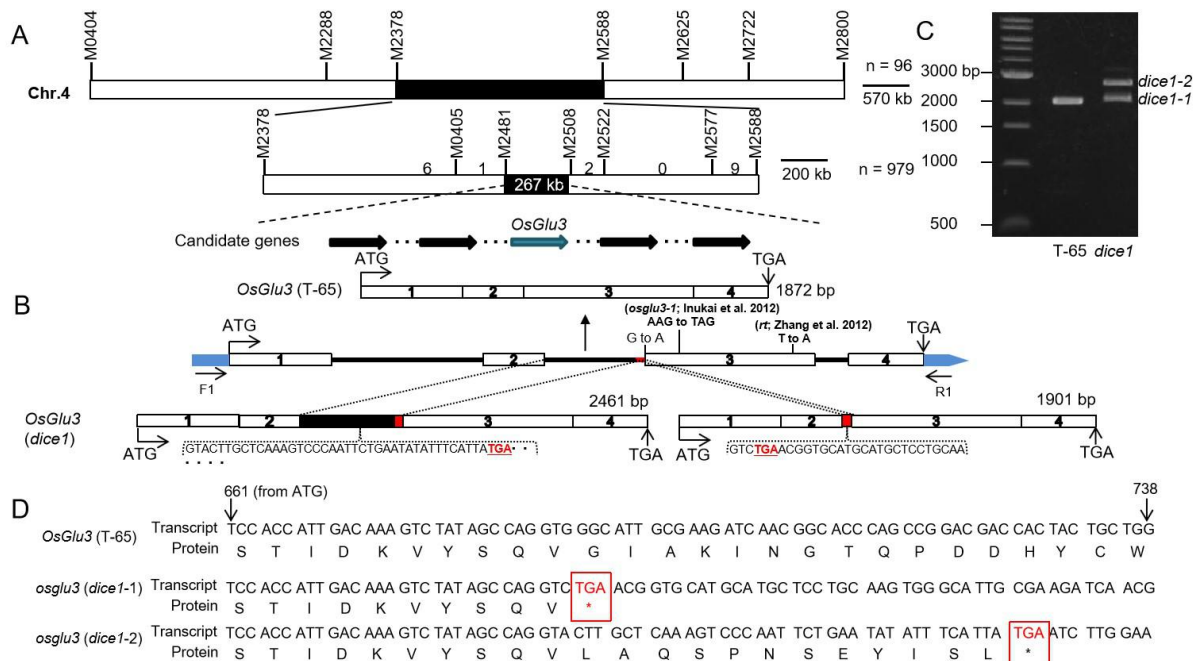 A
M0404 M2288 M2378 M2588 M2625 M2722 M2800
Chr.4
n = 96
570 kb
M2378 M0405 M2481 M2508 M2522 M2577 M2588
6 1 2 0 9
267 kb
200 kb
n = 979
OsGlu3
Candidate genes
ATG
TGA
OsGlu3 (T-65)
1 2 3 4
1872 bp
C
3000 bp
2000
1500
1000
500
dice1-2
dice1-1
T-65 dice1
B
(osglu3-1; Inukai et al. 2012)
AAG to TAG
(rt; Zhang et al. 2012)
G to A
T to A
ATG
TGA
1 2 3 4
F1
R1
OsGlu3
(dice1)
2461 bp
1 2 3 4
ATG
TGA
GTACTTGCTCAAAGTCCCAATTCTGAATATATTTCATTATGA··
····
1901 bp
1 2 3 4
ATG
TGA
GTCTGAACGGTGCATGCATGCTCCTGCAA
D
661 (from ATG)
738
OsGlu3 (T-65)
Transcript TCC ACC ATT GAC AAA GTC TAT AGC CAG GTG GGC ATT GCG AAG ATC AAC GGC ACC CAG CCG GAC GAC CAC TAC TGC TGG
Protein S T I D K V Y S Q V G I A K I N G T Q P D D H Y C W
osglu3 (dice1-1)
Transcript TCC ACC ATT GAC AAA GTC TAT AGC CAG GTC TGA ACG GTG CAT GCA TGC TCC TGC AAG TGG GCA TTG CGA AGA TCA ACG
Protein S T I D K V Y S Q V *
osglu3 (dice1-2)
Transcript TCC ACC ATT GAC AAA GTC TAT AGC CAG GTA CTT GCT CAA AGT CCC AAT TCT GAA TAT ATT TCA TTA TGA ATC TTG GAA
Protein S T I D K V Y S Q V L A Q S P N S E Y I S L *